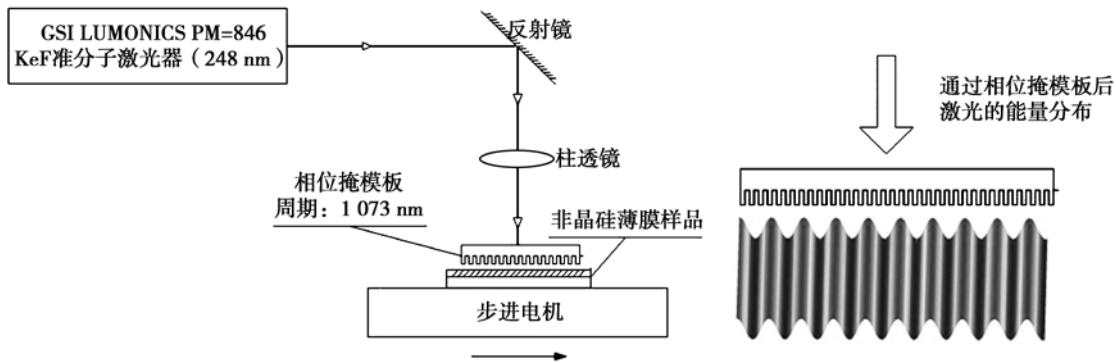 GSI LUMONICS PM=846
KeF准分子激光器（248 nm）
反射镜
柱透镜
相位掩模板
周期：1 073 nm
非晶硅薄膜样品
步进电机
通过相位掩模板后
激光的能量分布